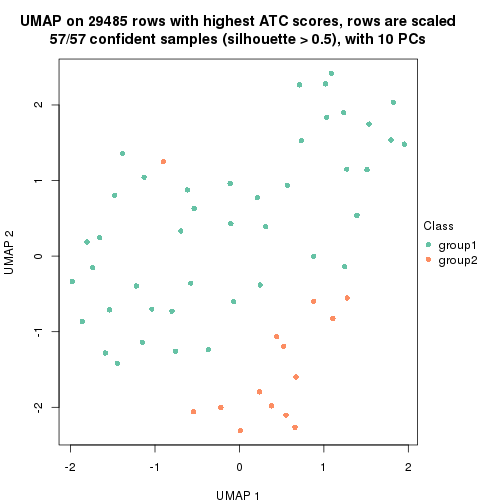 UMAP on 29485 rows with highest ATC scores, rows are scaled
57/57 confident samples (silhouette > 0.5), with 10 PCs
2
1
0
-1
-2
UMAP 2
Class
group1
group2
-2 -1 0 1 2
UMAP 1